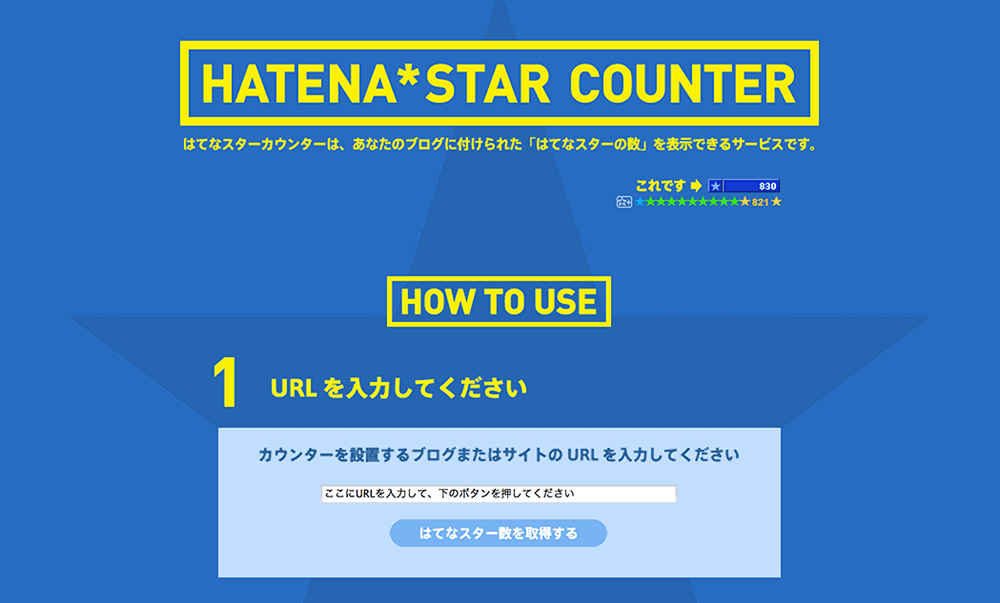 HATENA*STAR COUNTER
はてなスターカウンターは、あなたのブログに付けられた「はてなスターの数」を表示できるサービスです。
これです 830
821
HOW TO USE
1 URL を入力してください
カウンターを設置するブログまたはサイトの URL を入力してください
ここにURLを入力して、下のボタンを押してください
はてなスター数を取得する